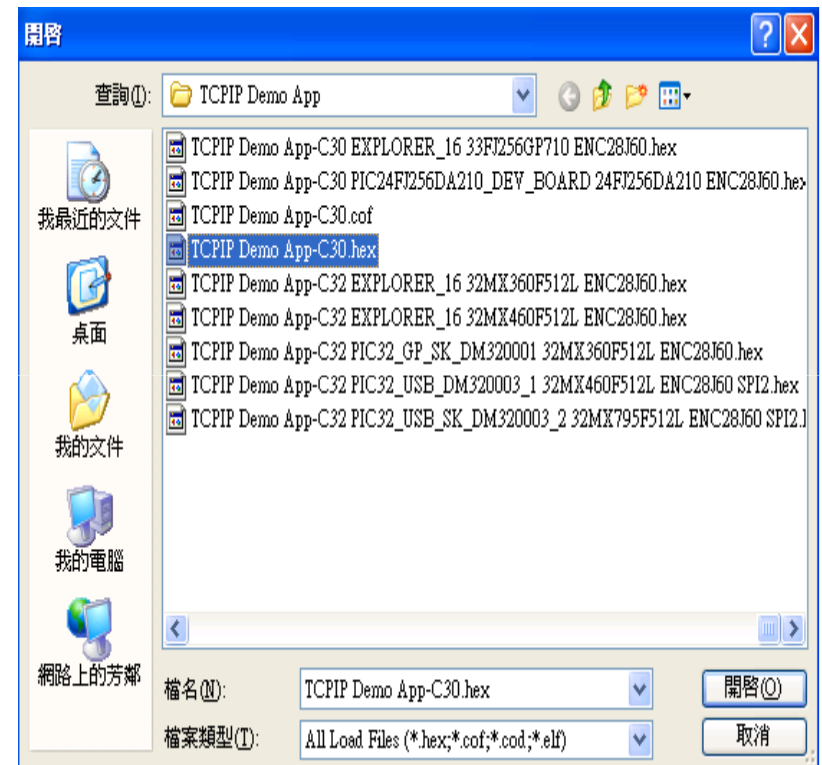 開啓
查詢(I): TCPIP Demo App
我最近的文件
桌面
我的文件
我的電腦
網路上的芳鄰
TCPIP Demo App-C30 EXPLORER_16 33FJ256GP710 ENC28J60.hex
TCPIP Demo App-C30 PIC24FJ256DA210_DEV_BOARD 24FJ256DA210 ENC28J60.hex
TCPIP Demo App-C30.cof
TCPIP Demo App-C30.hex
TCPIP Demo App-C32 EXPLORER_16 32MX360F512L ENC28J60.hex
TCPIP Demo App-C32 EXPLORER_16 32MX460F512L ENC28J60.hex
TCPIP Demo App-C32 PIC32_GP_SK_DM320001 32MX360F512L ENC28J60.hex
TCPIP Demo App-C32 PIC32_USB_DM320003_1 32MX460F512L ENC28J60 SPI2.hex
TCPIP Demo App-C32 PIC32_USB_SK_DM320003_2 32MX795F512L ENC28J60 SPI2.
檔名(N): TCPIP Demo App-C30.hex 開啓(O)
檔案類型(T): All Load Files (*.hex;*.cof;*.cod;*.elf) 取消